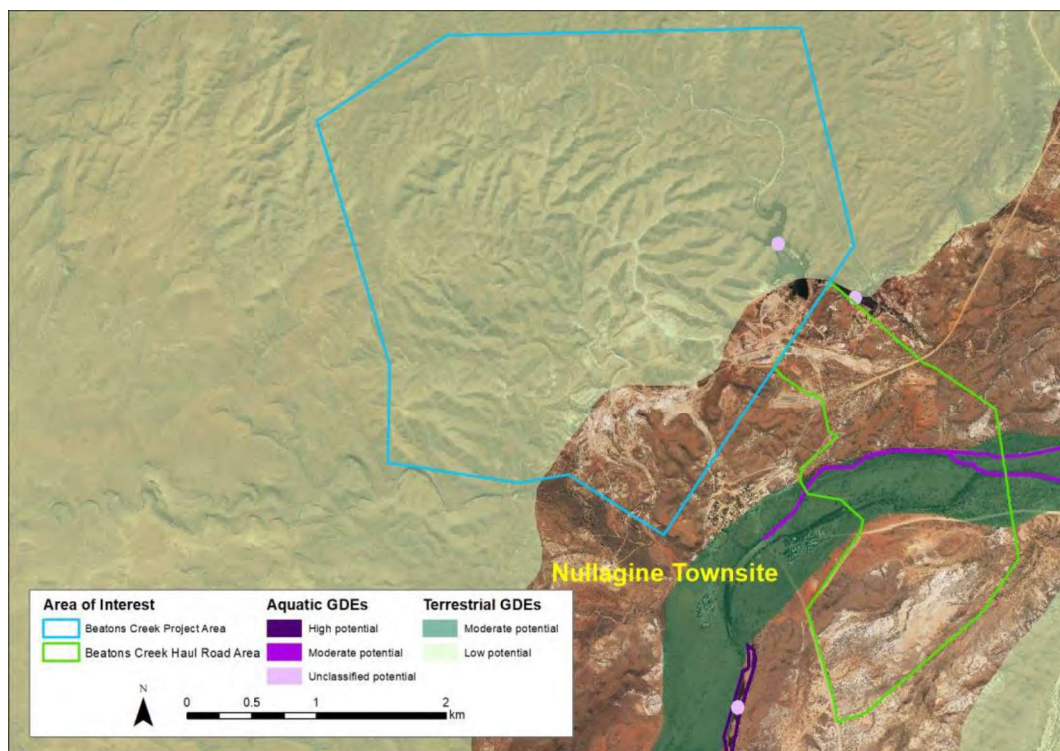 Nullagine Townsite
Area of Interest
Beatons Creek Project Area
Beatons Creek Haul Road Area
Aquatic GDEs
High potential
Moderate potential
Unclassified potential
Terrestrial GDEs
Moderate potential
Low potential
N
0 0.5 1 2
km